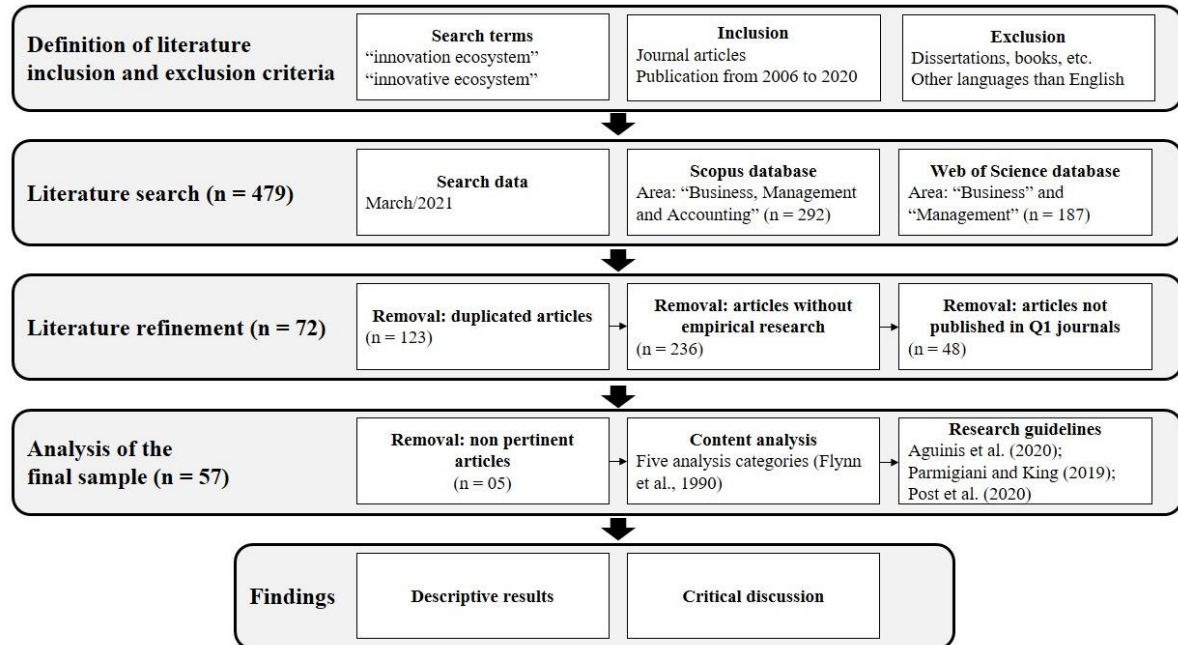 Definition of literature
inclusion and exclusion criteria
Search terms
“innovation ecosystem”
“innovative ecosystem”
Inclusion
Journal articles
Publication from 2006 to 2020
Exclusion
Dissertations, books, etc.
Other languages than English
Literature search (n = 479)
Search data
March/2021
Scopus database
Area: “Business, Management
and Accounting” (n = 292)
Web of Science database
Area: “Business” and
“Management” (n = 187)
Literature refinement (n = 72)
Removal: duplicated articles
(n = 123)
Removal: articles without
empirical research
(n = 236)
Removal: articles not
published in Q1 journals
(n = 48)
Analysis of the
final sample (n = 57)
Removal: non pertinent
articles
(n = 05)
Content analysis
Five analysis categories (Flynn
et al., 1990)
Research guidelines
Aguinis et al. (2020);
Parmigiani and King (2019);
Post et al. (2020)
Findings
Descriptive results
Critical discussion